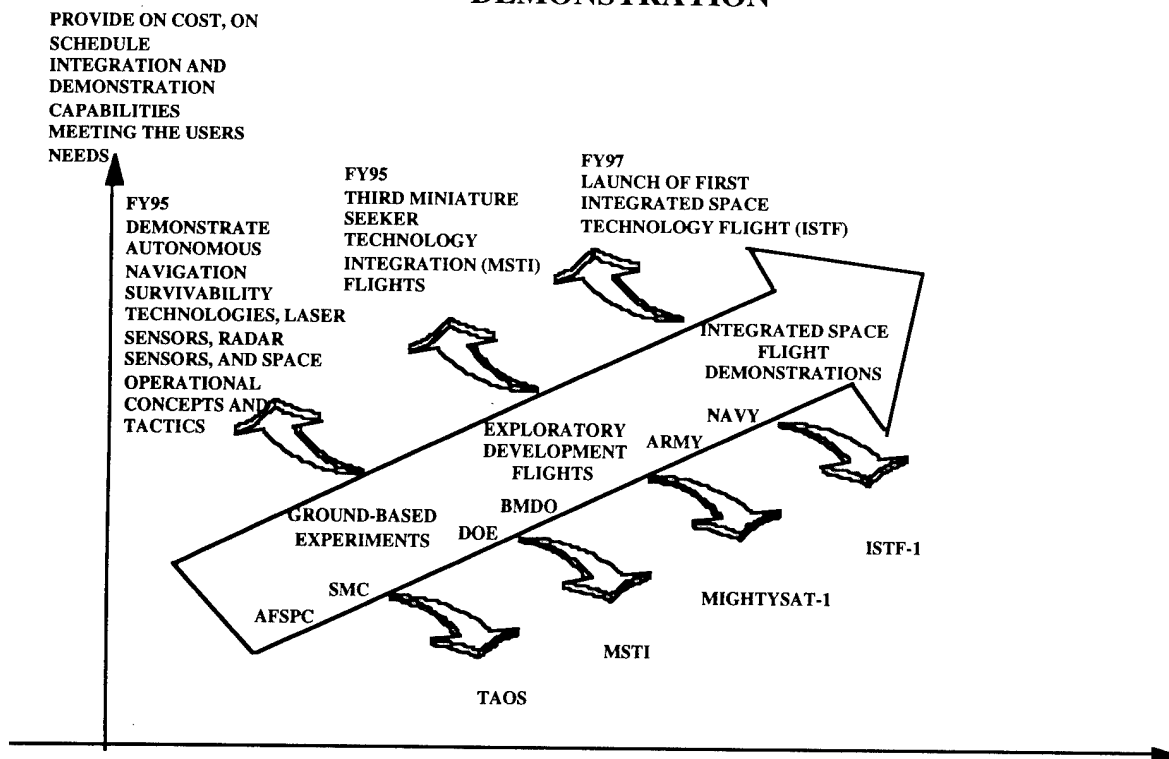 DEMONSTRATION
PROVIDE ON COST, ON
SCHEDULE
INTEGRATION AND
DEMONSTRATION
CAPABILITIES
MEETING THE USERS
NEEDS
FY95
DEMONSTRATE
AUTONOMOUS
NAVIGATION
SURVIVABILITY
TECHNOLOGIES, LASER
SENSORS, RADAR
SENSORS, AND SPACE
OPERATIONAL
CONCEPTS AND
TACTICS
FY95
THIRD MINIATURE
SEEKER
TECHNOLOGY
INTEGRATION (MSTI)
FLIGHTS
FY97
LAUNCH OF FIRST
INTEGRATED SPACE
TECHNOLOGY FLIGHT (ISTF)
INTEGRATED SPACE
FLIGHT
DEMONSTRATIONS
EXPLORATORY
DEVELOPMENT
FLIGHTS
GROUND-BASED
EXPERIMENTS
AFSPC
SMC
DOE
BMDO
ARMY
NAVY
TAOS
MSTI
MIGHTYSAT-1
ISTF-1